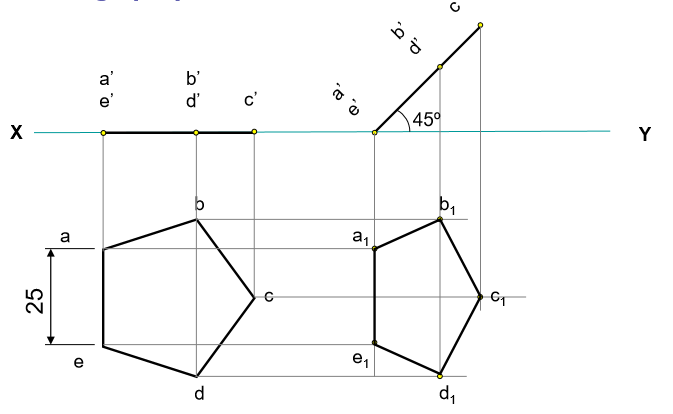 c
b’
d’
a’
e’
b’
d’
c’
a’
e’
45º
X
Y
b
b1
a
a1
25
c
c1
e
e1
d
d1